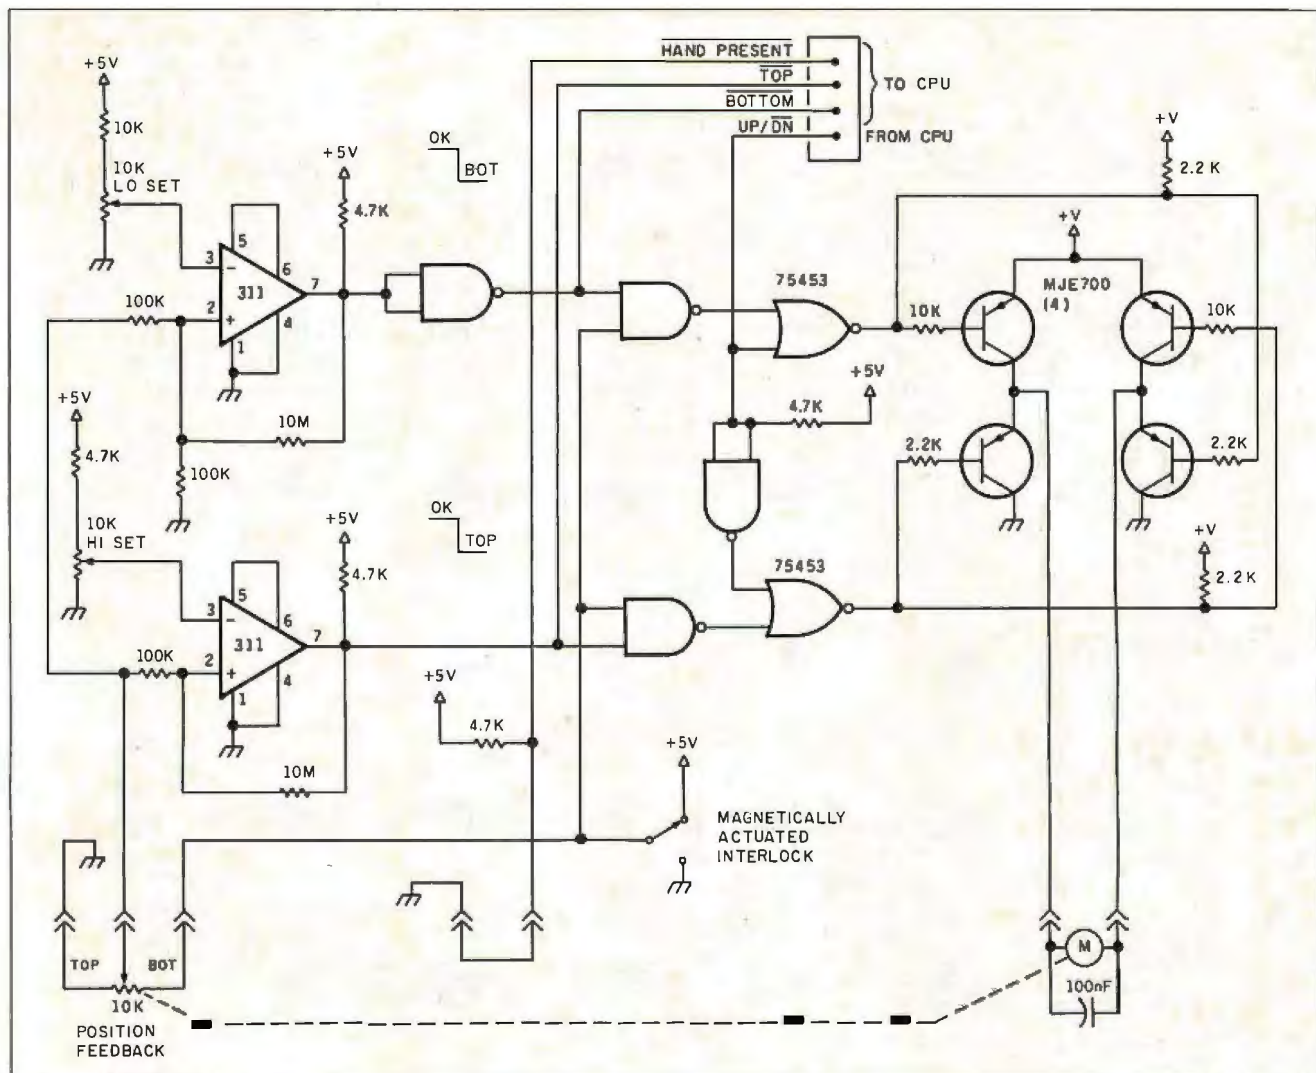 HAND PRESENT
TOP
BOTTOM
UP/DN
TO CPU
FROM CPU
+5V
10K
10K
LO SET
+5V
4.7K
OK
BOT
3
-
5
6
311
7
2
+
4
1
100K
100K
10M
+5V
4.7K
10K
HI SET
+5V
4.7K
OK
TOP
3
-
5
6
311
7
2
+
4
1
100K
10M
+5V
4.7K
75453
+5V
4.7K
75453
+V
2.2K
+V
MJE700
(4)
10K
10K
2.2K
2.2K
+V
2.2K
+5V
MAGNETICALLY
ACTUATED
INTERLOCK
TOP
BOT
10K
POSITION
FEEDBACK
M
100nF